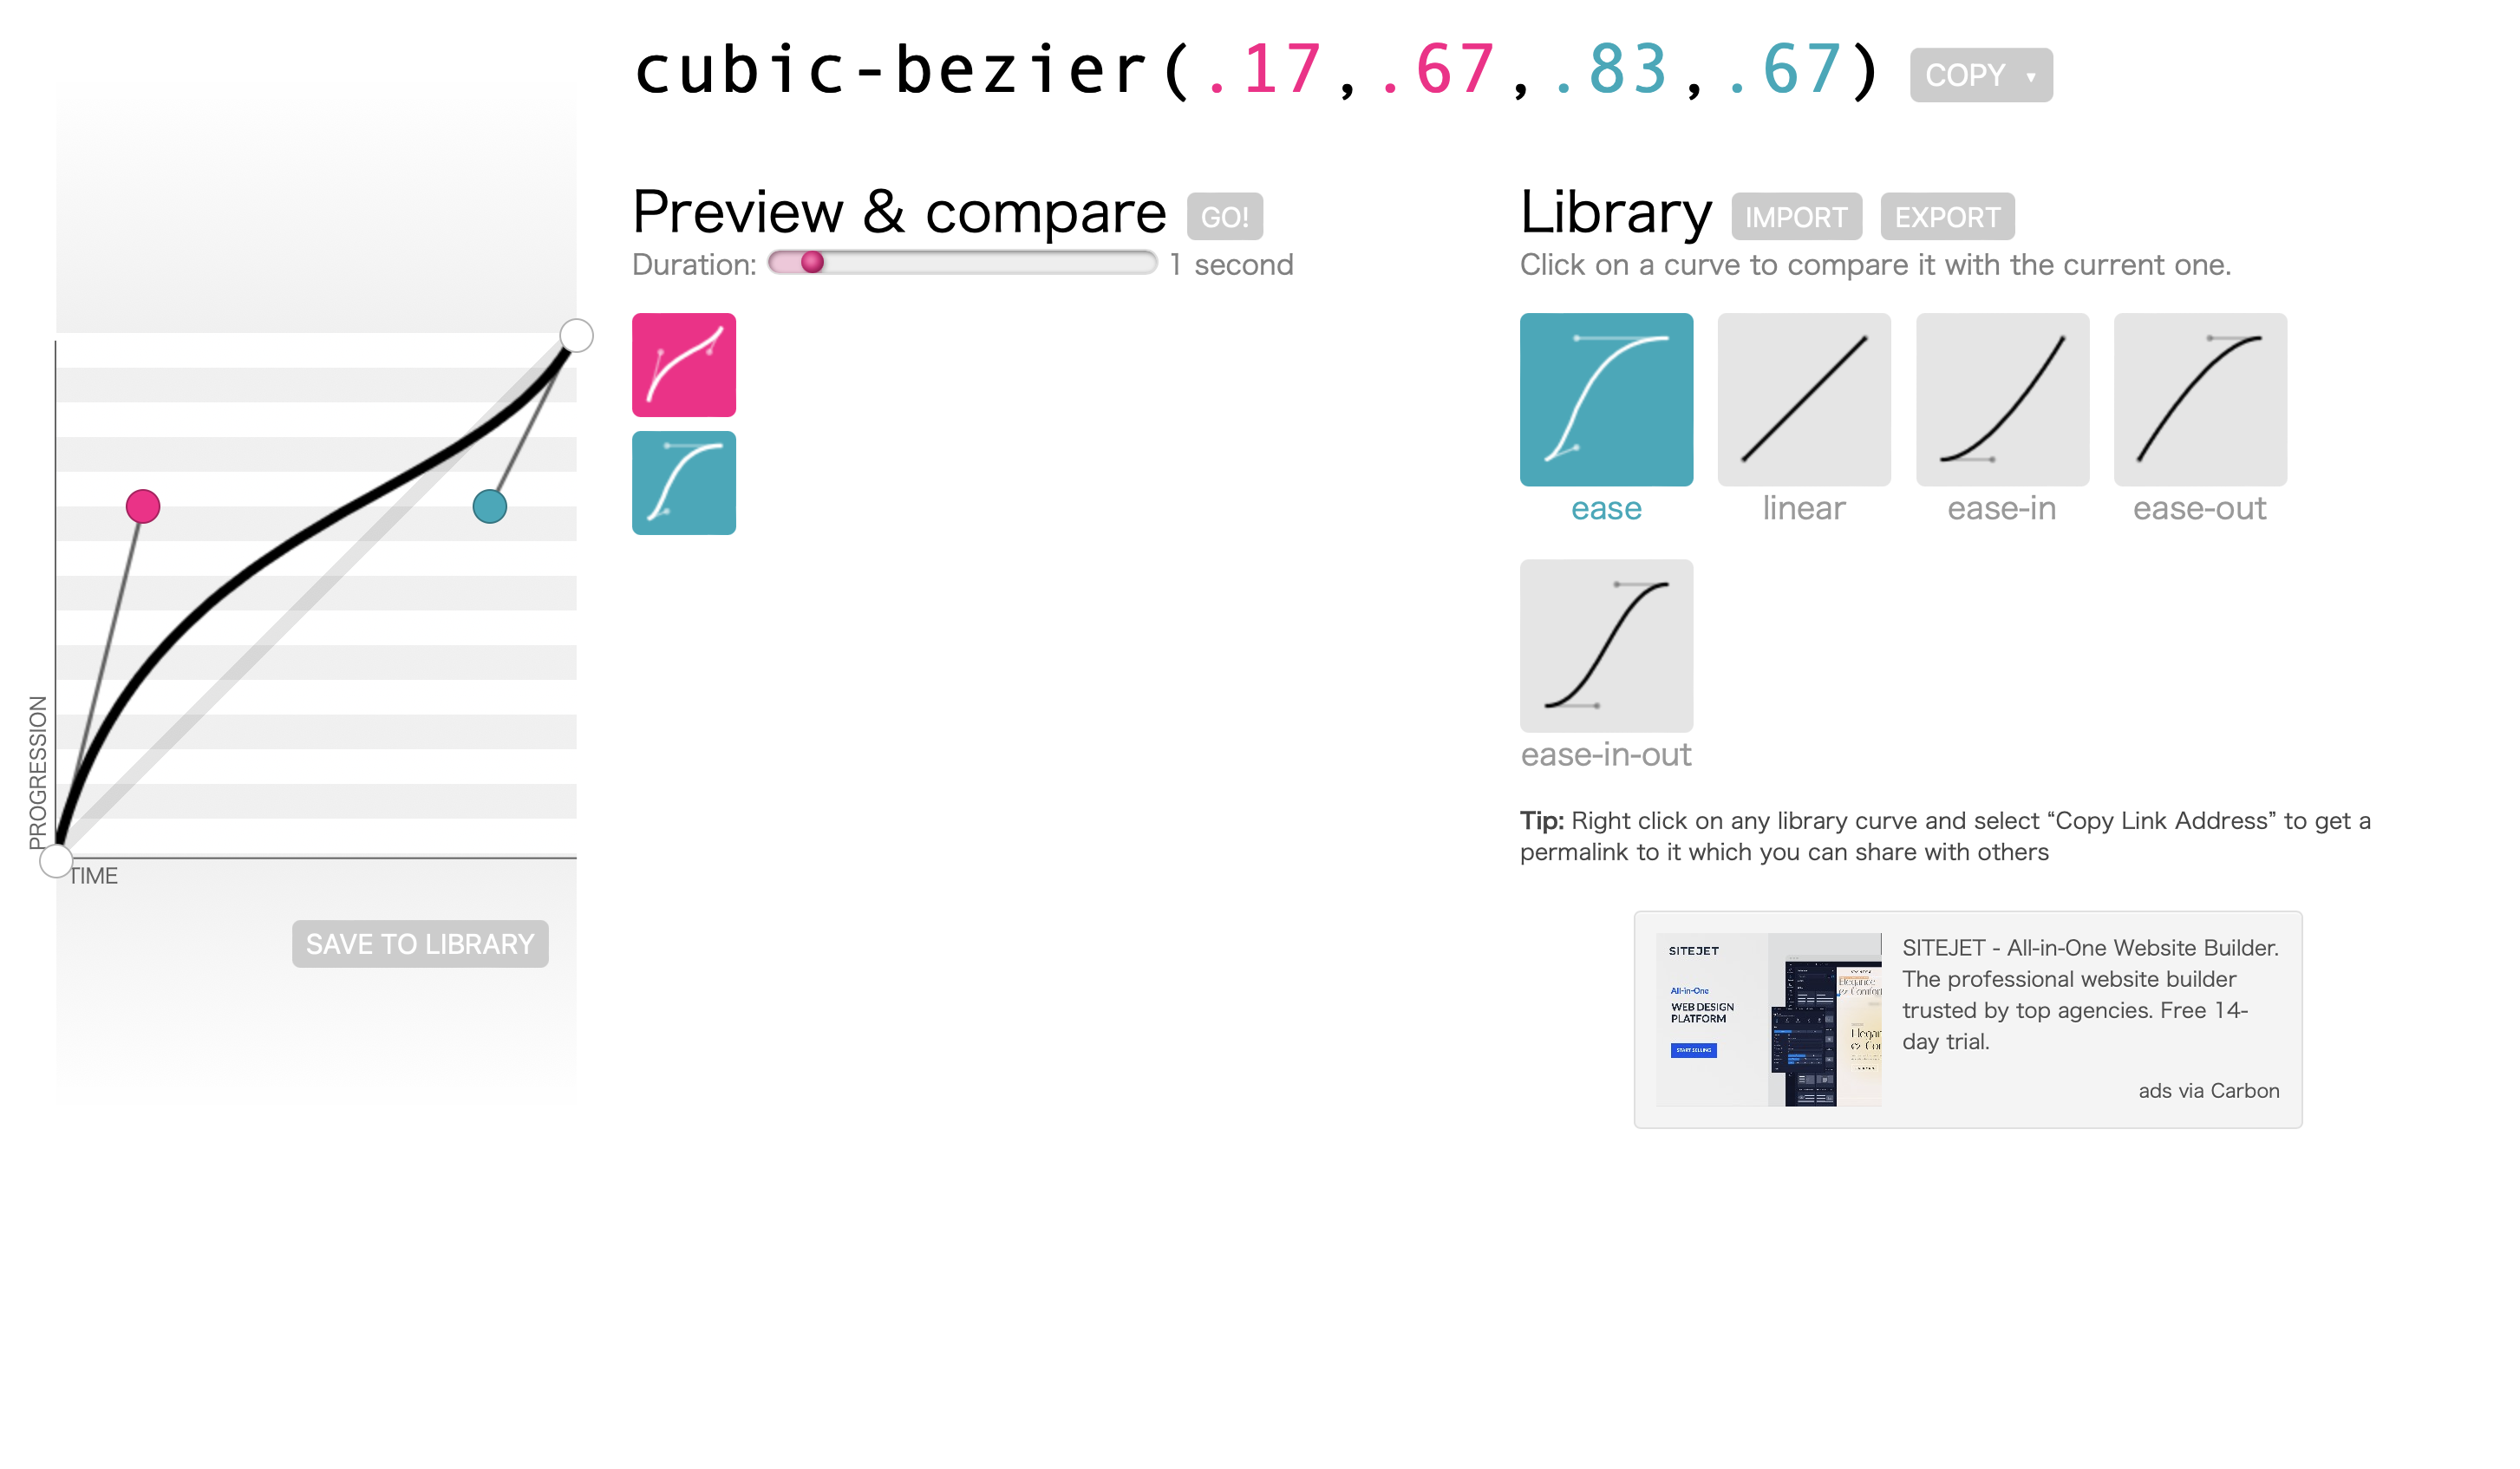 cubic-bezier(.17,.67,.83,.67)
COPY ▼
Preview & compare
GO!
Duration:
1 second
Library
IMPORT
EXPORT
Click on a curve to compare it with the current one.
ease
linear
ease-in
ease-out
ease-in-out
PROGRESSION
TIME
SAVE TO LIBRARY
Tip: Right click on any library curve and select “Copy Link Address” to get a
permalink to it which you can share with others
SITEJET
All-in-One
WEB DESIGN
PLATFORM
START SELLING
SITEJET - All-in-One Website Builder.
The professional website builder
trusted by top agencies. Free 14-
day trial.
ads via Carbon